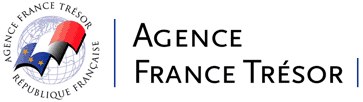 AGENCE FRANCE TRÉSOR
RÉPUBLIQUE FRANÇAISE
AGENCE
FRANCE TRÉSOR